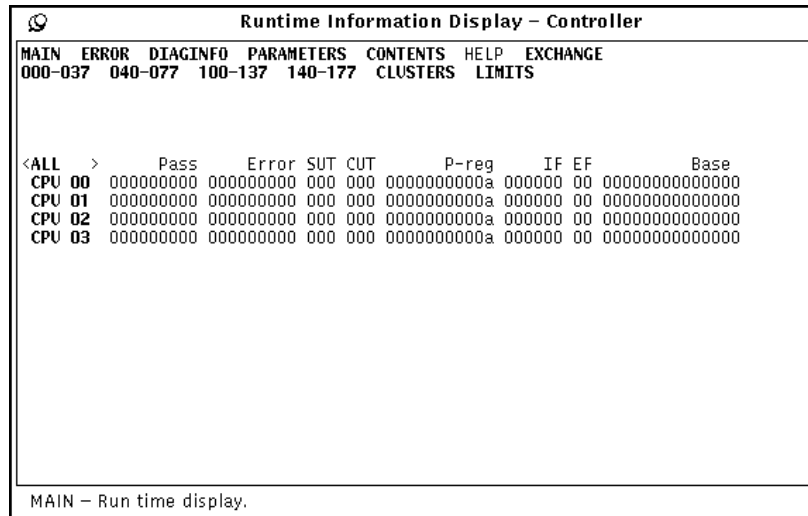 Runtime Information Display – Controller
MAIN ERROR DIAGINFO PARAMETERS CONTENTS HELP EXCHANGE
000-037 040-077 100-137 140-177 CLUSTERS LIMITS
<ALL > Pass Error SUT CUT P-reg IF EF Base
CPU 00 000000000 000000000 000 000 0000000000a 000000 00 00000000000000
CPU 01 000000000 000000000 000 000 0000000000a 000000 00 00000000000000
CPU 02 000000000 000000000 000 000 0000000000a 000000 00 00000000000000
CPU 03 000000000 000000000 000 000 0000000000a 000000 00 00000000000000
MAIN – Run time display.